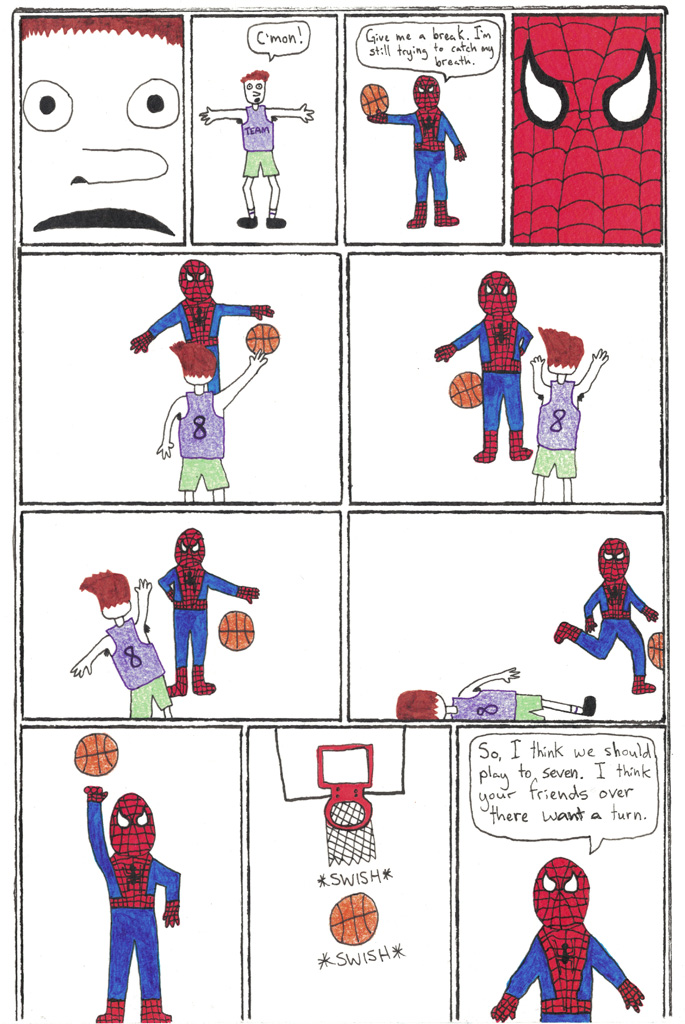 C'mon!
TEAM
Give me a break. I'm
still trying to catch my
breath.
8
8
8
8
*SWISH*
*SWISH*
So, I think we should
play to seven. I think
your friends over
there want a turn.